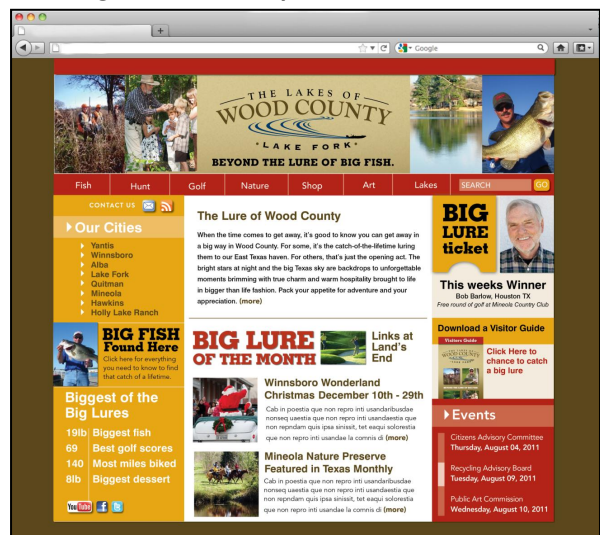 Google
THE LAKES OF
WOOD COUNTY
• LAKE FORK •
BEYOND THE LURE OF BIG FISH.
Fish
Hunt
Golf
Nature
Shop
Art
Lakes
SEARCH
GO
CONTACT US
Our Cities
Yantis
Winnsboro
Alba
Lake Fork
Quitman
Mineola
Hawkins
Holly Lake Ranch
BIG FISH
Found Here
Click here for everything
you need to know to find
that catch of a lifetime.
Biggest of the
Big Lures
19lb Biggest fish
69 Best golf scores
140 Most miles biked
8lb Biggest dessert
You Tube
The Lure of Wood County
When the time comes to get away, it's good to know you can get away in
a big way in Wood County. For some, it's the catch-of-the-lifetime luring
them to our East Texas haven. For others, that's just the opening act. The
bright stars at night and the big Texas sky are backdrops to unforgettable
moments brimming with true charm and warm hospitality brought to life
in bigger than life fashion. Pack your appetite for adventure and your
appreciation. (more)
BIG LURE
OF THE MONTH
Links at
Land's
End
Winnsboro Wonderland
Christmas December 10th - 29th
Cab in poestia que non repro inti usandaribusdae
nonseq uaestia que non repro inti usandaestia que
non repndam quis ipsa sinissit, tet eaqui solorestia
que non repro inti usandae la comnis di (more)
Mineola Nature Preserve
Featured in Texas Monthly
Cab in poestia que non repro inti usandaribusdae
nonseq uaestia que non repro inti usandaestia que
non repndam quis ipsa sinissit, tet eaqui solorestia
que non repro inti usandae la comnis di (more)
BIG
LURE
ticket
This weeks Winner
Bob Barlow, Houston TX
Free round of golf at Mineola Country Club
Download a Visitor Guide
Visitors Guide
WOOD COUNTY
Click Here to
chance to catch
a big lure
Events
Citizens Advisory Committee
Thursday, August 04, 2011
Recycling Advisory Board
Tuesday, August 09, 2011
Public Art Commission
Wednesday, August 10, 2011